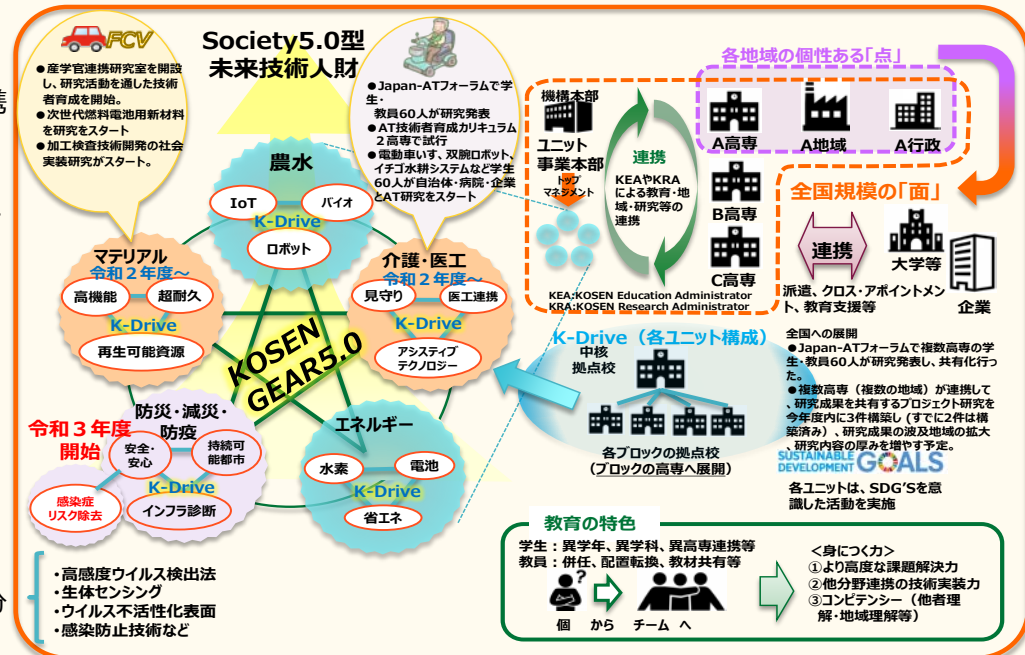 FCV
●産学官連携研究室を開設
し、研究活動を通した技術
者育成を開始。
●次世代燃料電池用新材料
を研究をスタート
●加工検査技術開発の社会
実装研究がスタート。
Society5.0型
未来技術人財
●Japan-ATフォーラムで学
生・
教員60人が研究発表
●AT技術者育成カリキュラム
２高専で試行
●電動車いす、双腕ロボット、
イチゴ水耕システムなど学生
60人が自治体・病院・企業
とAT研究をスタート
農水
IoT
バイオ
K-Drive
ロボット
マテリアル
令和２年度～
高機能
超耐久
K-Drive
再生可能資源
介護・医工
令和２年度～
見守り
医工連携
K-Drive
アシスティブ
テクノロジー
KOSEN
GEAR5.0
防災・減災・
防疫
令和３年度
開始
安全・
安心
持続可
能都市
K-Drive
感染症
リスク除去
インフラ診断
エネルギー
水素
電池
K-Drive
省エネ
・高感度ウイルス検出法
・生体センシング
・ウイルス不活性化表面
・感染防止技術など
携
分
各地域の個性ある「点」
機構本部
ユニット
事業本部
トップ
マネジメント
連携
KEAやKRA
による教育・地
域・研究等の
連携
A高専
A地域
A行政
B高専
C高専
KEA:KOSEN Education Administrator
KRA:KOSEN Research Administrator
全国規模の「面」
連携
大学等
企業
派遣、クロス・アポイントメン
ト、教育支援等
K-Drive（各ユニット構成）
中核
拠点校
各ブロックの拠点校
（ブロックの高専へ展開）
全国への展開
●Japan-ATフォーラムで複数高専の学
生・教員60人が研究発表し、共有化行っ
た。
●複数高専（複数の地域）が連携して
、研究成果を共有するプロジェクト研究を
今年度内に3件構築し（すでに2件は構
築済み）、研究成果の波及地域の拡大
、研究内容の厚みを増やす予定。
SUSTAINABLE
DEVELOPMENT GOALS
各ユニットは、SDG'Sを意
識した活動を実施
教育の特色
学生：異学年、異学科、異高専連携等
教員：併任、配置転換、教材共有等
?
個 から チーム へ
＜身につく力＞
①より高度な課題解決力
②他分野連携の技術実装力
③コンピテンシー（他者理
解・地域理解等）